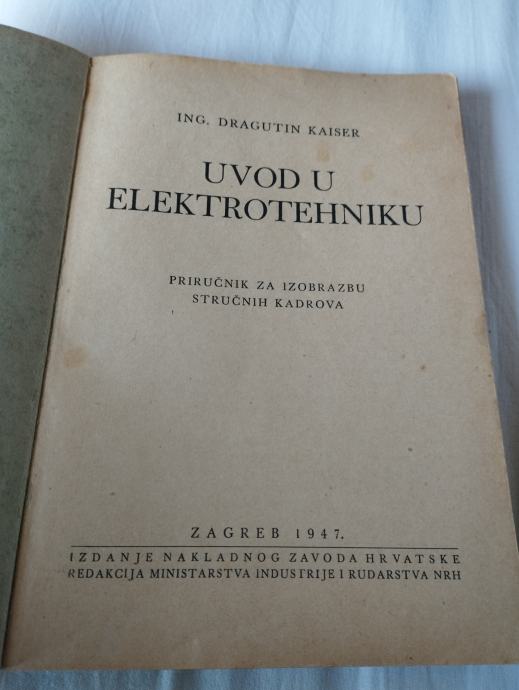 ING. DRAGUTIN KAISER
UVOD U
ELEKTROTEHNIKU
PRIRUČNIK ZA IZOBRAZBU
STRUČNIH KADROVA
ZAGREB 1947.
IZDANJE NAKLADNOG ZAVODA HRVATSKE
REDAKCIJA MINISTARSTVA INDUSTRIJE I RUDARSTVA NRH